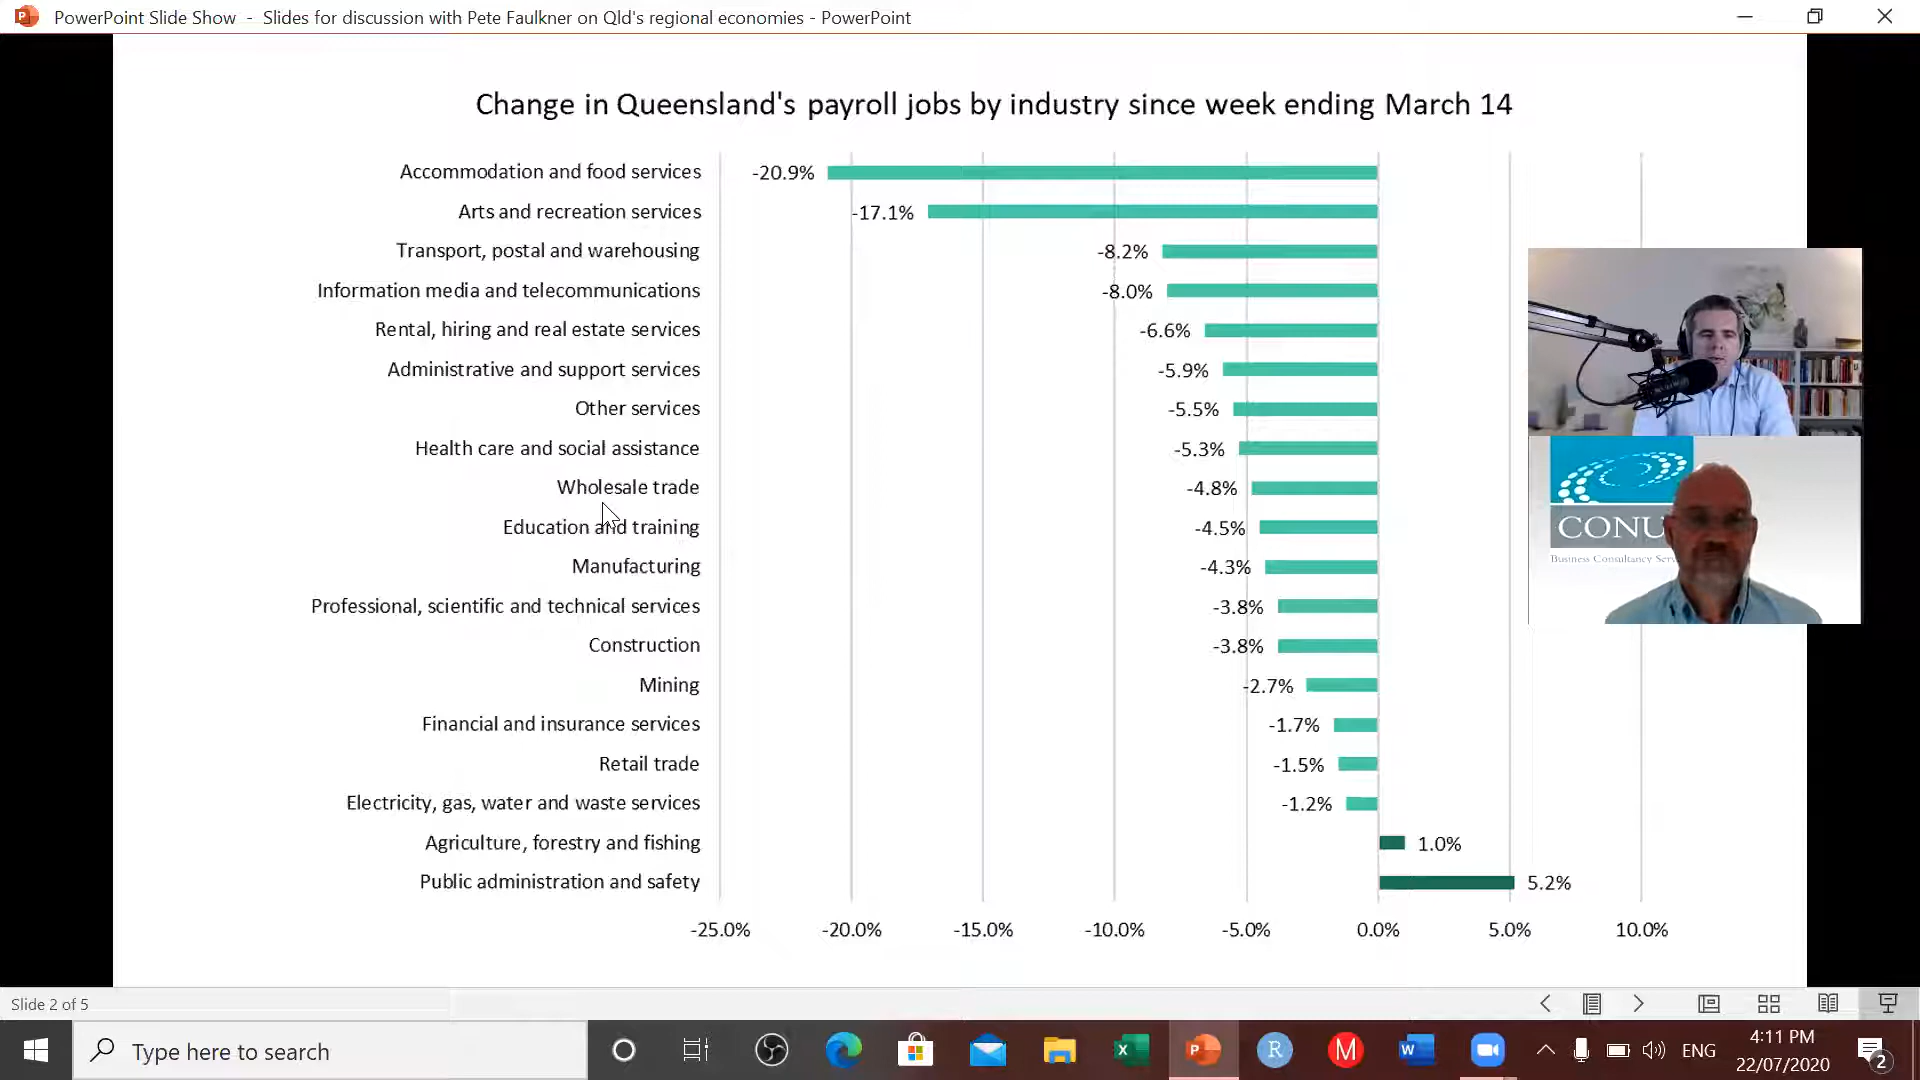 PowerPoint Slide Show - Slides for discussion with Pete Faulkner on Qld's regional economies - PowerPoint
Change in Queensland's payroll jobs by industry since week ending March 14
Accommodation and food services -20.9%
Arts and recreation services -17.1%
Transport, postal and warehousing -8.2%
Information media and telecommunications -8.0%
Rental, hiring and real estate services -6.6%
Administrative and support services -5.9%
Other services -5.5%
Health care and social assistance -5.3%
Wholesale trade -4.8%
Education and training -4.5%
Manufacturing -4.3%
Professional, scientific and technical services -3.8%
Construction -3.8%
Mining -2.7%
Financial and insurance services -1.7%
Retail trade -1.5%
Electricity, gas, water and waste services -1.2%
Agriculture, forestry and fishing 1.0%
Public administration and safety 5.2%
-25.0% -20.0% -15.0% -10.0% -5.0% 0.0% 5.0% 10.0%
CONU
Business Consultancy Serv
Slide 2 of 5
Type here to search
P
R
M
W
ENG
4:11 PM
22/07/2020
2